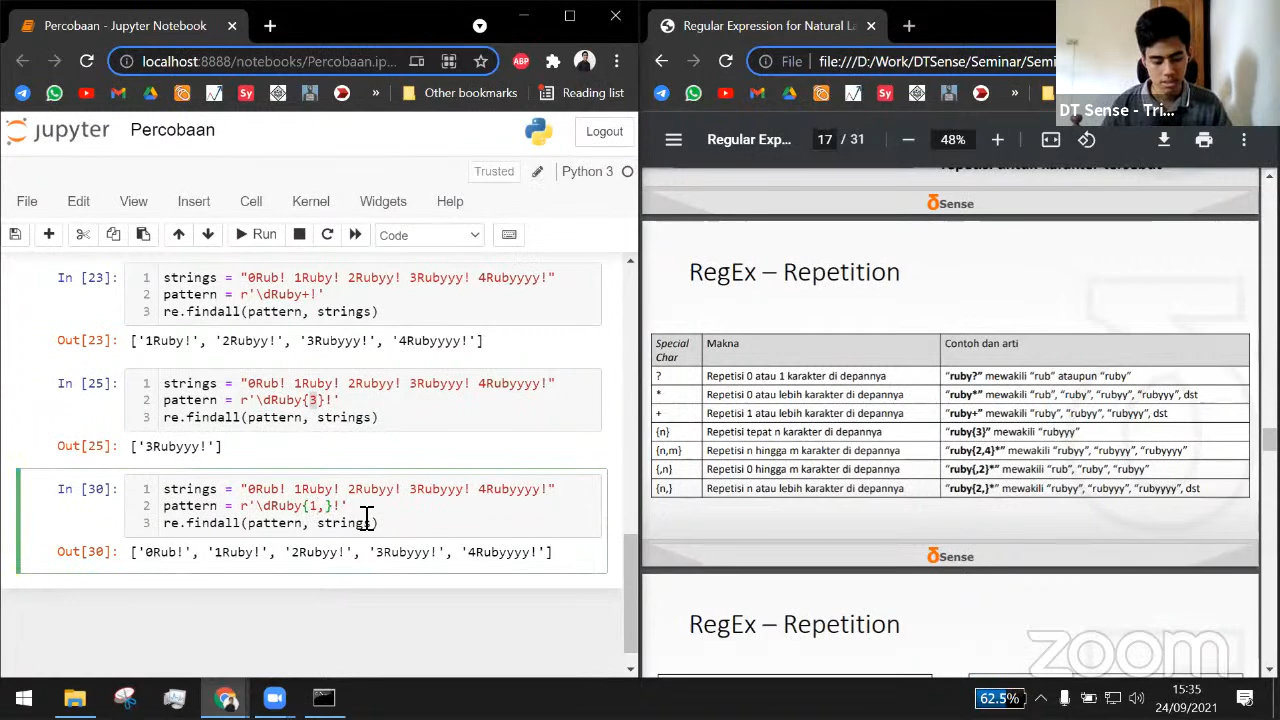 Percobaan - Jupyter Notebook
Regular Expression for Natural La
localhost:8888/notebooks/Percobaan.ip
ABP
File
file:///D:/Work/DTSense/Seminar/Semi
Sy
Other bookmarks
Reading list
Sy
DT Sense - Tri...
jupyter
Percobaan
Logout
Regular Exp...
17 / 31
48%
Trusted
Python 3
repetisi untuk karakter tersebut
File Edit View Insert Cell Kernel Widgets Help
Sense
Run
Code
RegEx – Repetition
In [23]:
1 strings = "0Rub! 1Ruby! 2Rubyy! 3Rubyyy! 4Rubyyyy!"
2 pattern = r'\dRuby+!'
3 re.findall(pattern, strings)
Out[23]: ['1Ruby!', '2Rubyy!', '3Rubyyy!', '4Rubyyyy!']
In [25]:
1 strings = "0Rub! 1Ruby! 2Rubyy! 3Rubyyy! 4Rubyyyy!"
2 pattern = r'\dRuby{3}!'
3 re.findall(pattern, strings)
Out[25]: ['3Rubyyy!']
In [30]:
1 strings = "0Rub! 1Ruby! 2Rubyy! 3Rubyyy! 4Rubyyyy!"
2 pattern = r'\dRuby{1,}!'
3 re.findall(pattern, strings)
Out[30]: ['0Rub!', '1Ruby!', '2Rubyy!', '3Rubyyy!', '4Rubyyyy!']
Special Char Makna Contoh dan arti
? Repetisi 0 atau 1 karakter di depannya “ruby?” mewakili “rub” ataupun “ruby”
* Repetisi 0 atau lebih karakter di depannya “ruby*” mewakili “rub”, “ruby”, “rubyy”, “rubyyy”, dst
+ Repetisi 1 atau lebih karakter di depannya “ruby+” mewakili “ruby”, “rubyy”, “rubyyy”, dst
{n} Repetisi tepat n karakter di depannya “ruby{3}” mewakili “rubyyy”
{n,m} Repetisi n hingga m karakter di depannya “ruby{2,4}*” mewakili “rubyy”, “rubyyy”, “rubyyyy”
{,n} Repetisi 0 hingga m karakter di depannya “ruby{,2}*” mewakili “rub”, “ruby”, “rubyy”
{n,} Repetisi n atau lebih karakter di depannya “ruby{2,}*” mewakili “rubyy”, “rubyyy”, “rubyyyy”, dst
Sense
RegEx – Repetition
zoom
62.5%
15:35
24/09/2021